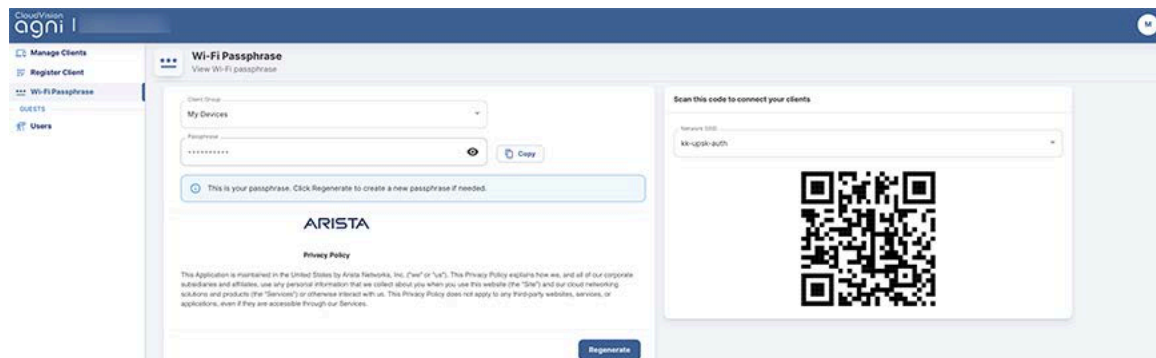 CloudVision
agni |
M
Manage Clients
Register Client
Wi-Fi Passphrase
GUESTS
Users
Wi-Fi Passphrase
View Wi-Fi passphrase
Client Group
My Devices
Passphrase
••••••••••
Copy
This is your passphrase. Click Regenerate to create a new passphrase if needed.
ARISTA
Privacy Policy
This Application is maintained in the United States by Arista Networks, Inc. ("we" or "us"). This Privacy Policy explains how we, and all of our corporate
subsidiaries and affiliates, use any personal information that we collect about you when you use this website (the "Site") and our cloud networking
solutions and products (the "Services") or otherwise interact with us. This Privacy Policy does not apply to any third-party websites, services, or
applications, even if they are accessible through our Services.
Regenerate
Scan this code to connect your clients
Network SSID
kk-upsk-auth